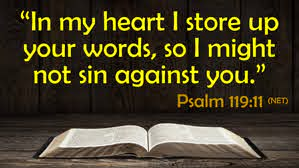 “In my heart I store up
your words, so I might
not sin against you.”
Psalm 119:11 (NET)